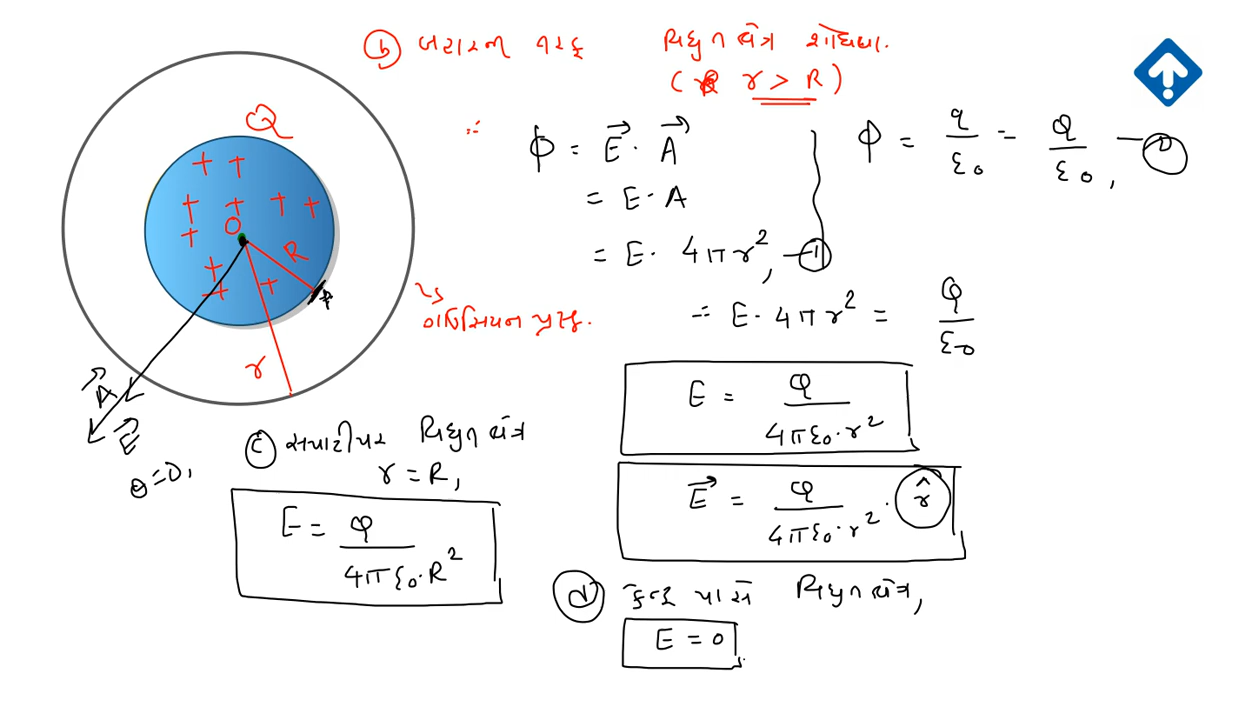 (b) બહારની તરફ વિદ્યુતક્ષેત્ર શોધવા.
( r > R )
Q
∴ ϕ = E⃗ · A⃗
= E · A
= E · 4πr², —①
ϕ = q/ε₀ = Q/ε₀, —②
∴ E · 4πr² = Q/ε₀
E = Q/4πε₀·r²
E⃗ = Q/4πε₀·r² · r̂
+ +
+ + + +
+
O
R
+ +
+
r
↳
ગાઉસિયન પૃષ્ઠ.
A⃗
E⃗
θ=0,
(c) સપાટી પર વિદ્યુતક્ષેત્ર
r = R,
E = Q/4πε₀·R²
(d) કેન્દ્ર પાસે વિદ્યુતક્ષેત્ર,
E = 0